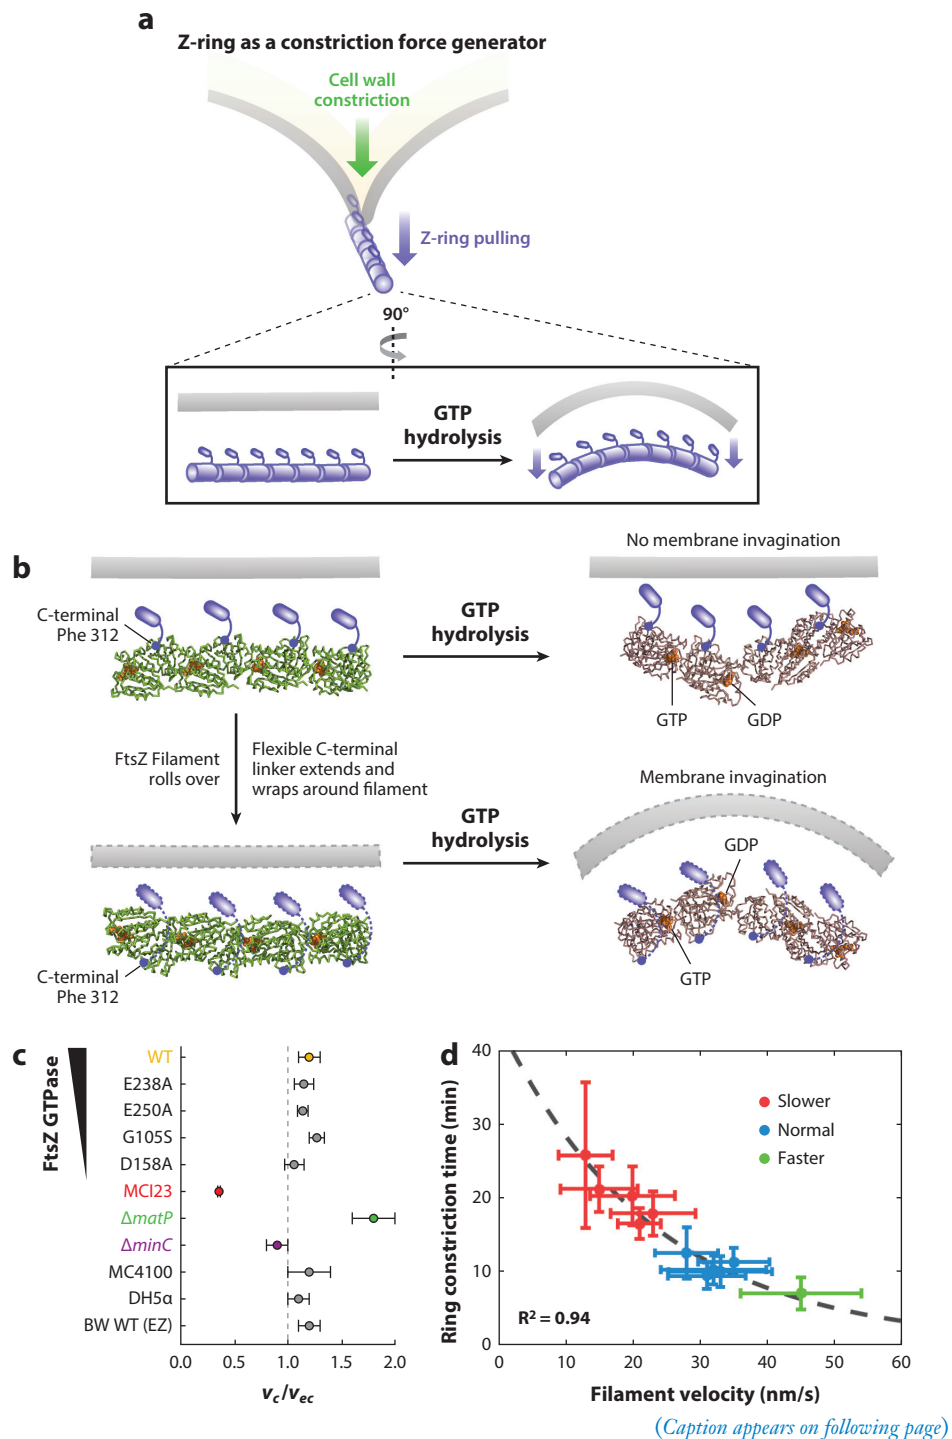 a
Z-ring as a constriction force generator
Cell wall
constriction
Z-ring pulling
90°
GTP
hydrolysis
b
No membrane invagination
C-terminal
Phe 312
GTP
hydrolysis
GTP
GDP
FtsZ Filament
rolls over
Flexible C-terminal
linker extends and
wraps around filament
Membrane invagination
GTP
hydrolysis
GDP
C-terminal
Phe 312
GTP
c
FtsZ GTPase
WT
E238A
E250A
G105S
D158A
MCI23
ΔmatP
ΔminC
MC4100
DH5α
BW WT (EZ)
0.0 0.5 1.0 1.5 2.0
vc/vec
d
Ring constriction time (min)
40
30
20
10
0
Slower
Normal
Faster
R² = 0.94
0 10 20 30 40 50 60
Filament velocity (nm/s)
(Caption appears on following page)